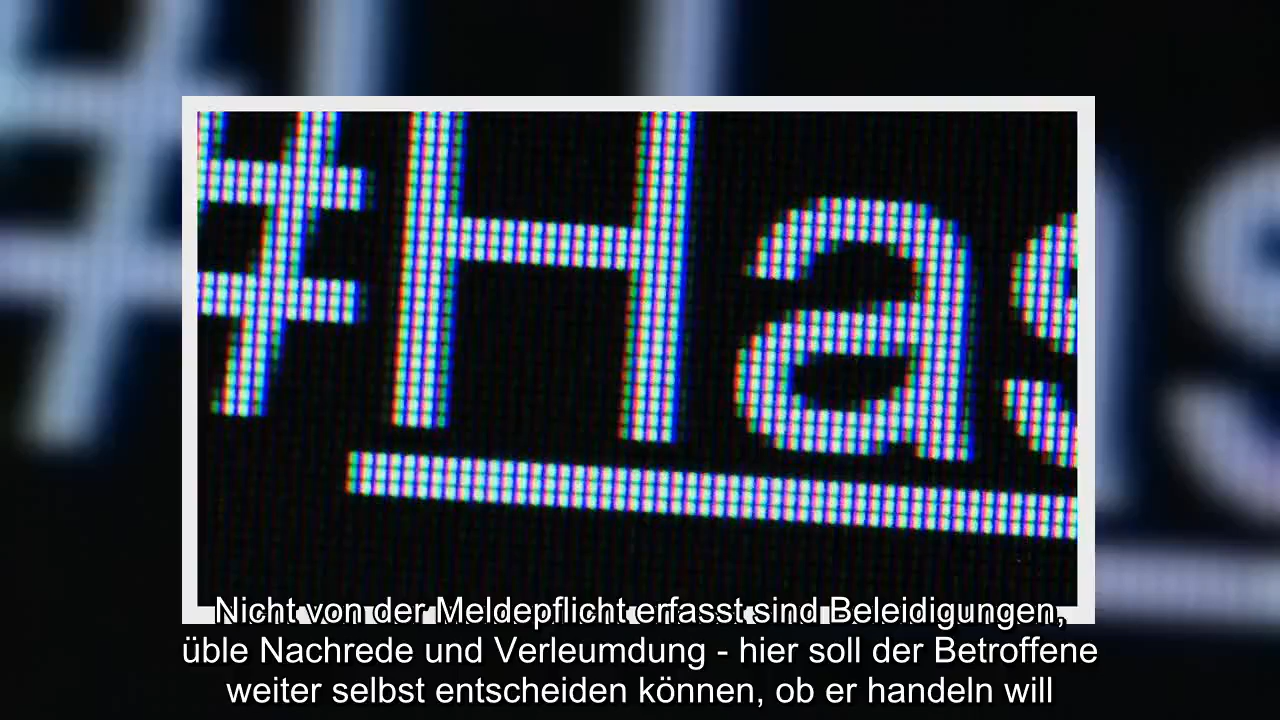 #Has
Nicht von der Meldepflicht erfasst sind Beleidigungen,
üble Nachrede und Verleumdung - hier soll der Betroffene
weiter selbst entscheiden können, ob er handeln will